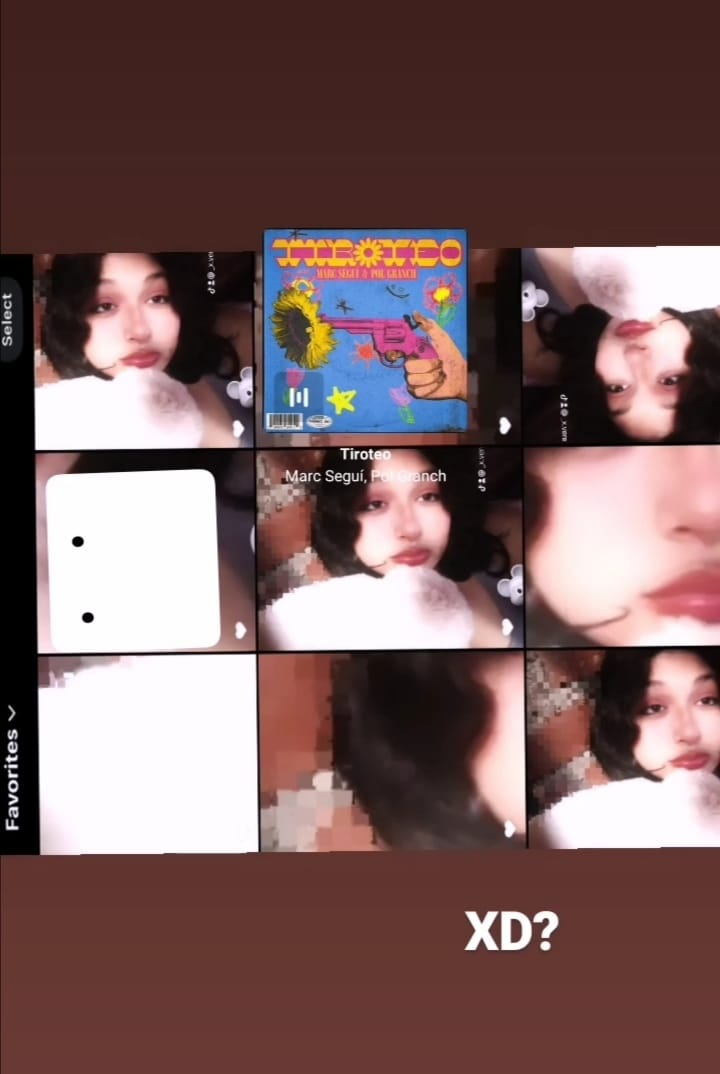 TIROTEO
MARC SEGUÍ & POL GRANCH
Select
Tiroteo
Marc Seguí, Pol Granch
Favorites
XD?